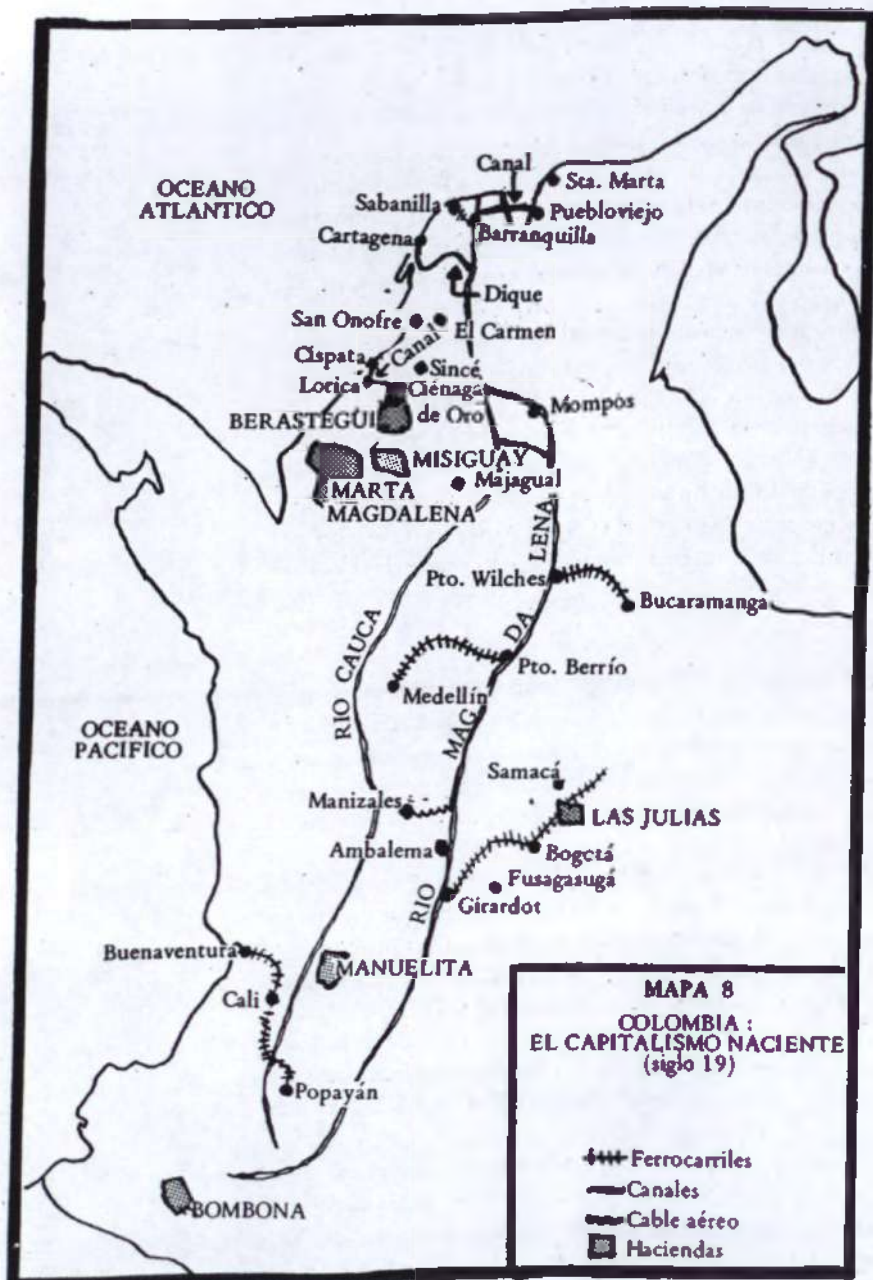 OCEANO
ATLANTICO
Canal
Sta. Marta
Sabanilla
Puebloviejo
Barranquilla
Cartagena
Dique
San Onofre
El Carmen
Cispata
Canal
Sincé
Lorica
Ciénaga
de Oro
Mompós
BERASTEGUI
MISIGUAY
MARTA
MAGDALENA
Majagual
Pto. Wilches
Bucaramanga
RIO CAUCA
RIO MAGDA LENA
Pto. Berrío
Medellín
OCEANO
PACIFICO
Samacá
Manizales
LAS JULIAS
Ambalema
Bogotá
Fusagasugá
Girardot
Buenaventura
MANUELITA
Cali
Popayán
BOMBONA
MAPA 8
COLOMBIA :
EL CAPITALISMO NACIENTE
(siglo 19)
Ferrocarriles
Canales
Cable aéreo
Haciendas